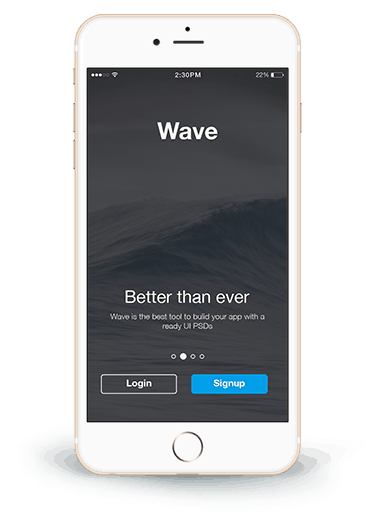 2:30PM 22%
Wave
Better than ever
Wave is the best tool to build your app with a
ready UI PSDs
Login Signup